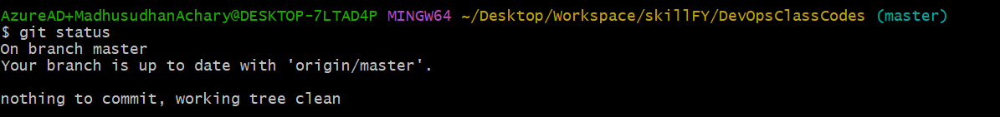 AzureAD+MadhusudhanAchary@DESKTOP-7LTAD4P MINGW64 ~/Desktop/Workspace/skillFY/DevOpsClassCodes (master)
$ git status
On branch master
Your branch is up to date with 'origin/master'.
nothing to commit, working tree clean